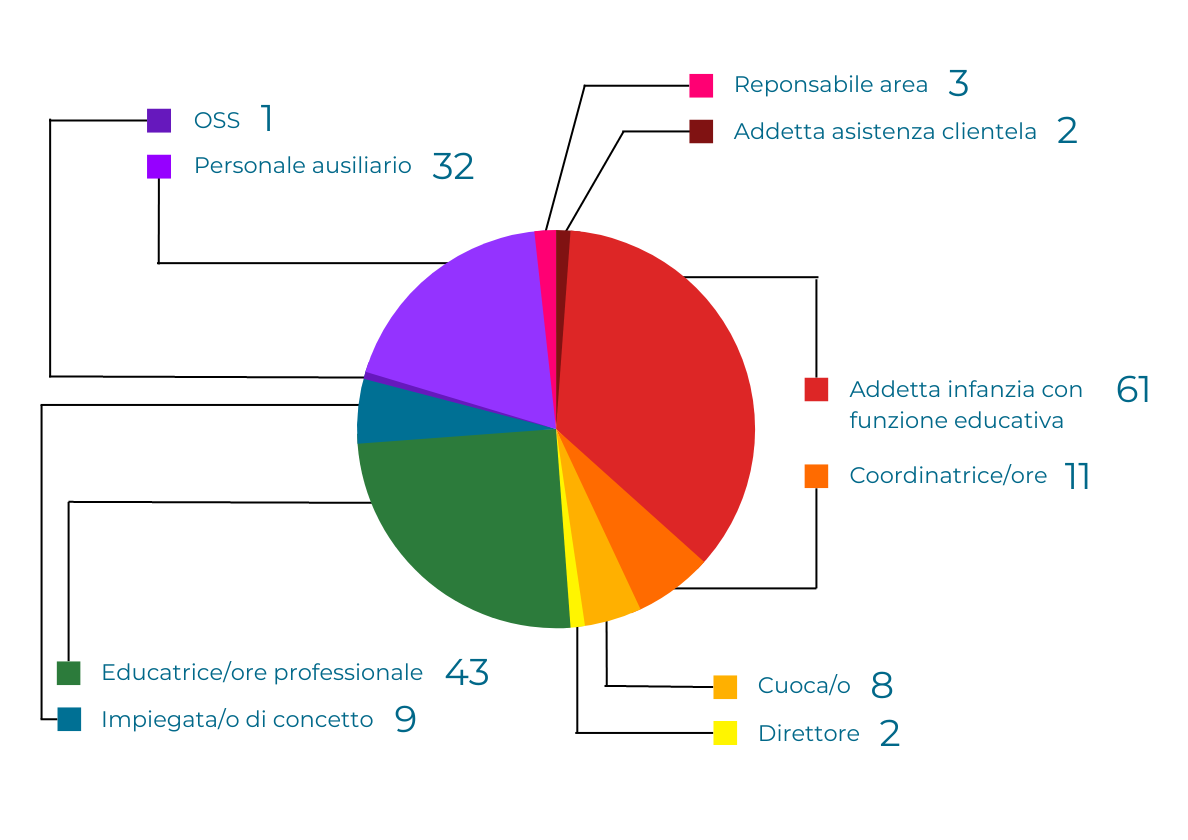 Reponsabile area 3
Addetta asistenza clientela 2
OSS 1
Personale ausiliario 32
Addetta infanzia con 61
funzione educativa
Coordinatrice/ore 11
Educatrice/ore professionale 43
Impiegata/o di concetto 9
Cuoca/o 8
Direttore 2